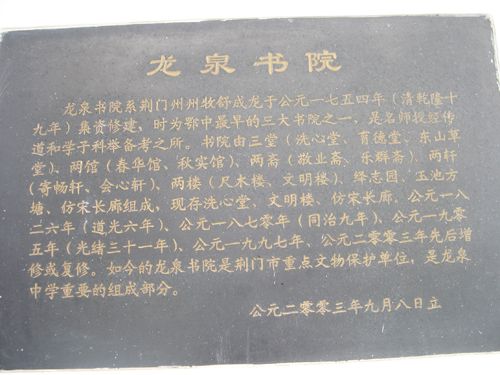 龙泉书院
龙泉书院系荆门州州牧舒成龙于公元一七五四年(清乾隆十
九年)集资修建,时为鄂中最早的三大书院之一,是名师授经传
道和学子科举备考之所。书院由三堂(洗心堂、育德堂、东山草
堂)、两馆(春华馆、秋实馆)、两斋(敬业斋、乐群斋)、两轩
(寄畅轩、会心轩)、两楼(尺木楼、文明楼)、绛志园、玉池方
塘、仿宋长廊组成,现存洗心堂、文明楼、仿宋长廊。公元一八
二六年(道光六年)、公元一八七零年(同治九年)、公元一九零
五年(光绪三十一年)、公元一九九七年、公元二零零三年先后增
修或复修。如今的龙泉书院是荆门市重点文物保护单位,是龙泉
中学重要的组成部分。
公元二零零三年九月八日立